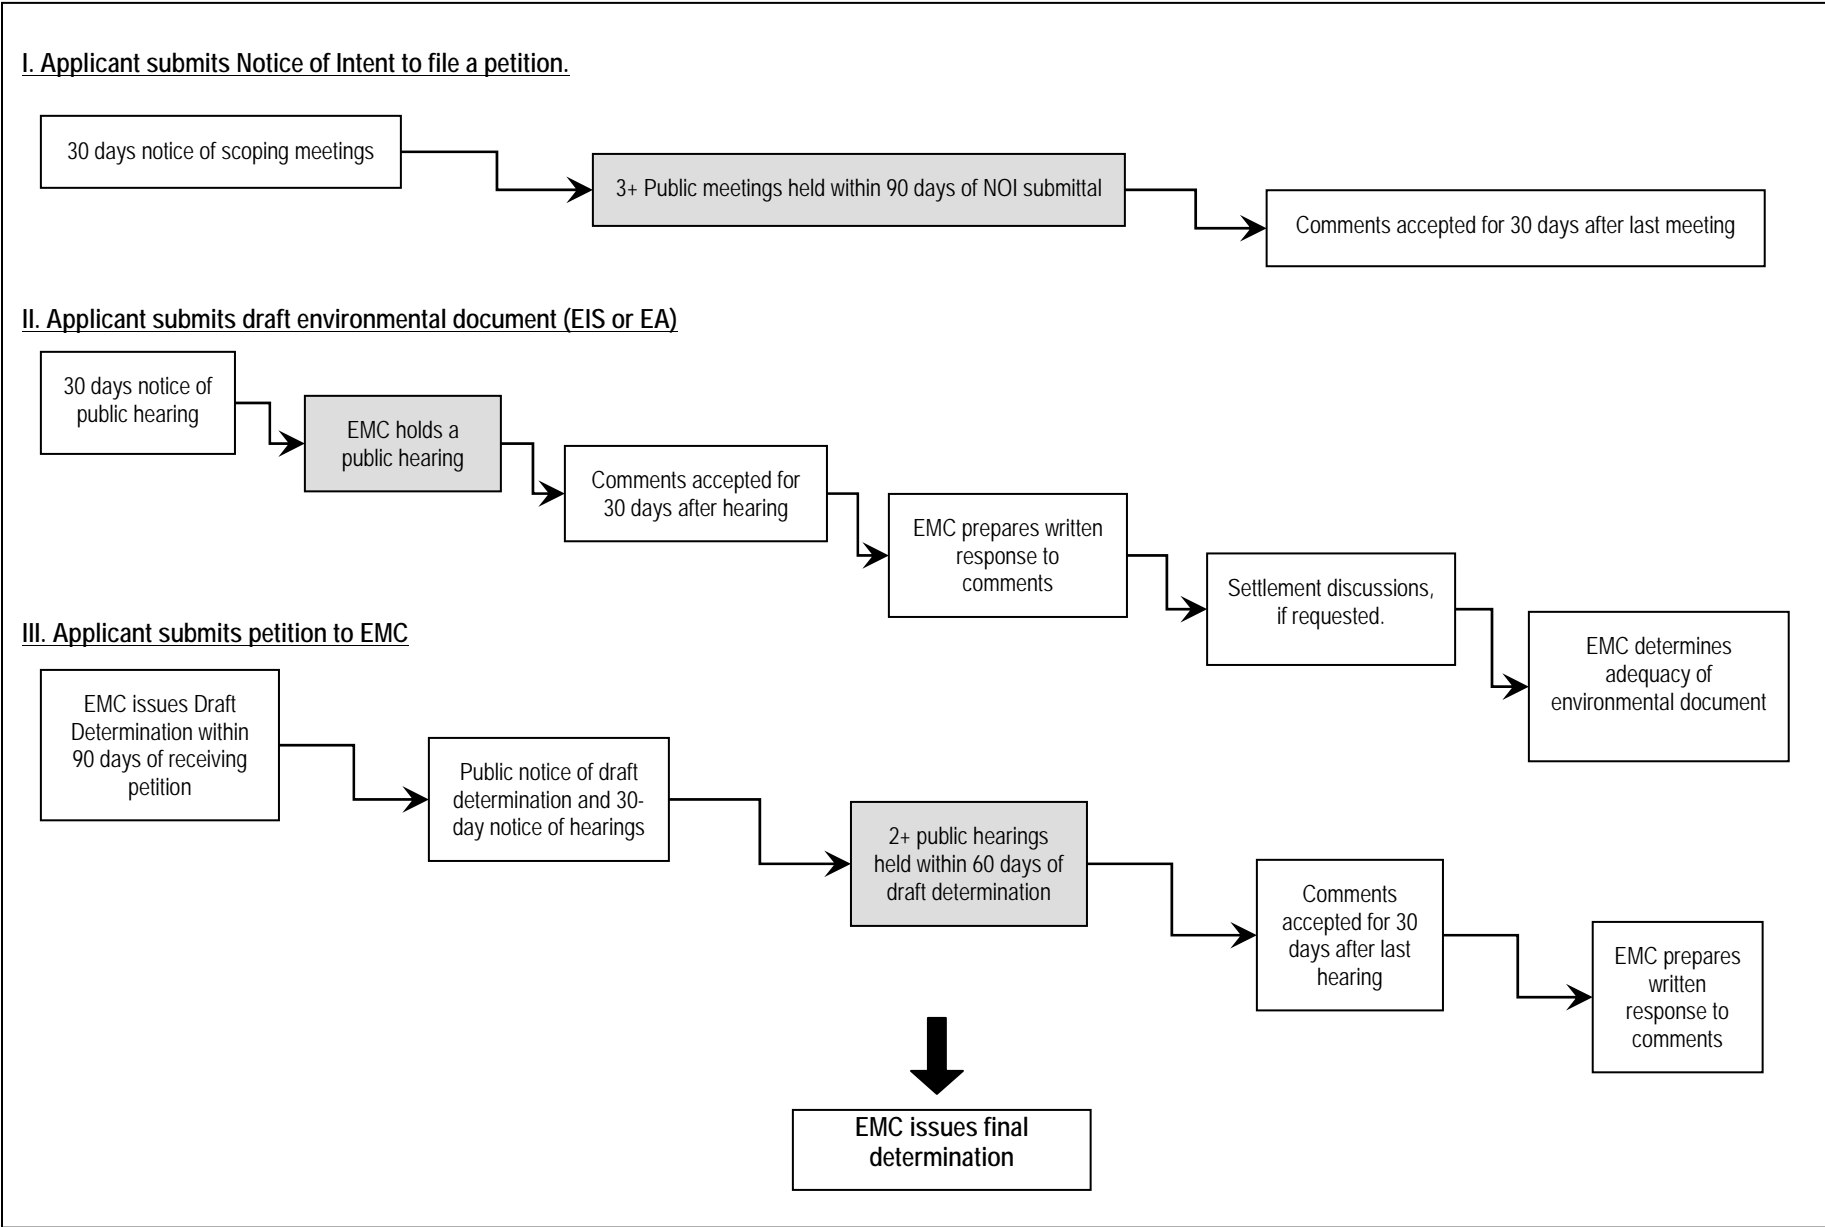 I. Applicant submits Notice of Intent to file a petition.
30 days notice of scoping meetings
3+ Public meetings held within 90 days of NOI submittal
Comments accepted for 30 days after last meeting
II. Applicant submits draft environmental document (EIS or EA)
30 days notice of
public hearing
EMC holds a
public hearing
Comments accepted for
30 days after hearing
EMC prepares written
response to
comments
Settlement discussions,
if requested.
EMC determines
adequacy of
environmental document
III. Applicant submits petition to EMC
EMC issues Draft
Determination within
90 days of receiving
petition
Public notice of draft
determination and 30-
day notice of hearings
2+ public hearings
held within 60 days of
draft determination
Comments
accepted for 30
days after last
hearing
EMC prepares
written
response to
comments
EMC issues final
determination